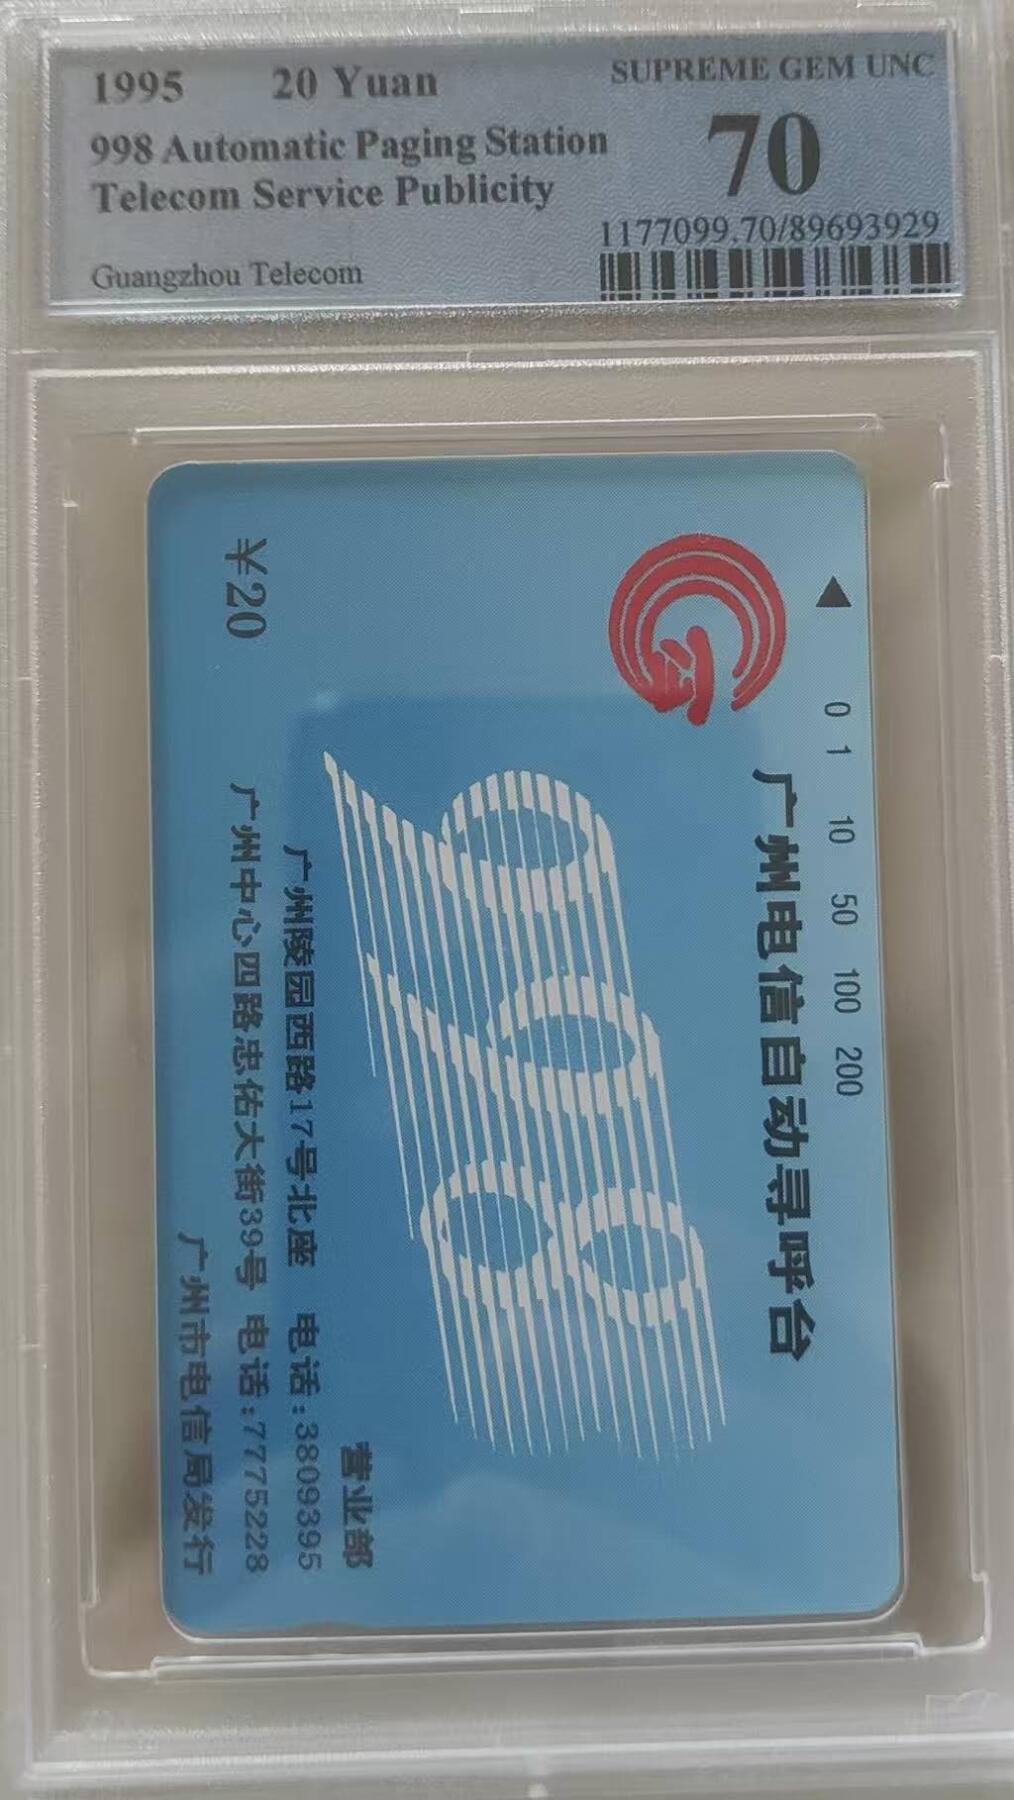 1995 20 Yuan
SUPREME GEM UNC
998 Automatic Paging Station
70
Telecom Service Publicity
1177099.70/89693929
Guangzhou Telecom
0 1 10 50 100 200
广州电信自动寻呼台
998
营业部
广州陵园西路17号北座 电话:3809395
广州中心四路忠佑大街39号 电话:7775228
¥20
广州市电信局发行